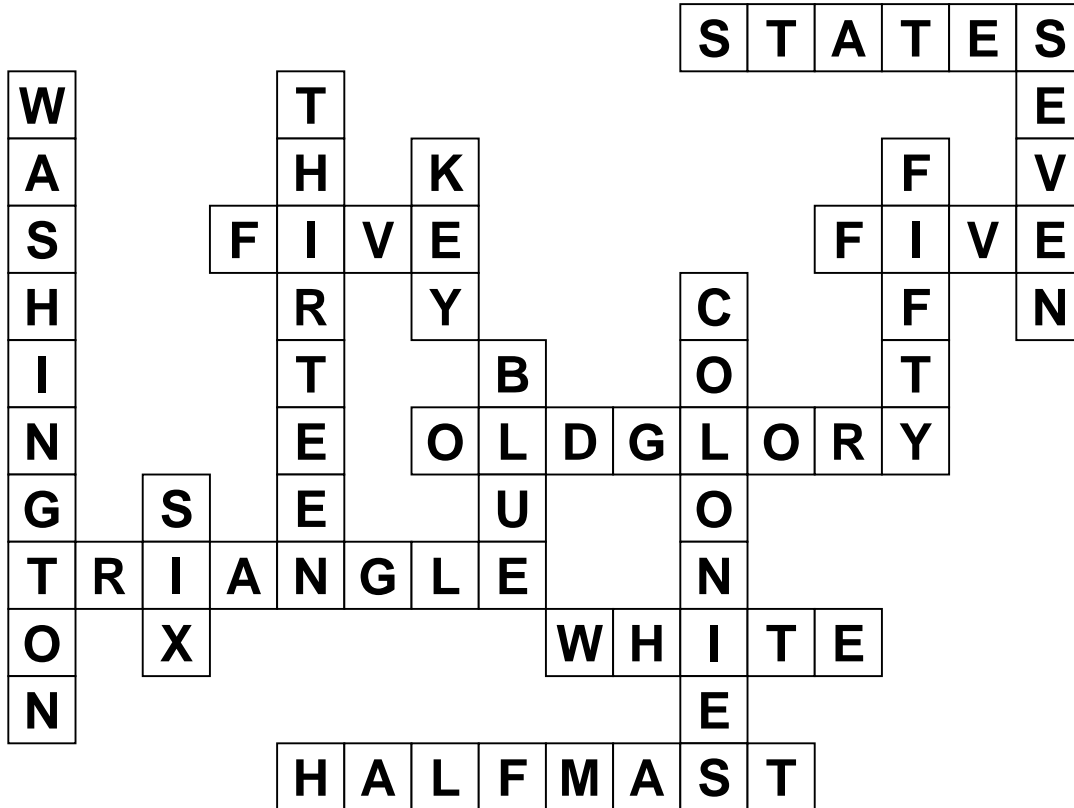 STATES
W T E
A H K F V
S FIVE FIVE
H R Y C F N
I T B O T
N E OLDGLORY
G S E U O
TRIANGLE N
O X WHITE
N E
HALFMAST